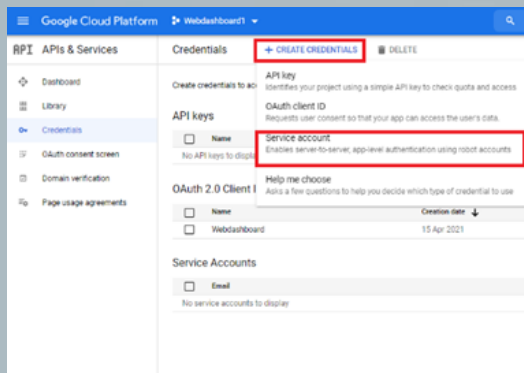 Google Cloud Platform
Webdashboard1
API APIs & Services
Credentials
+ CREATE CREDENTIALS
DELETE
Dashboard
Library
Credentials
OAuth consent screen
Domain verification
Page usage agreements
Create credentials to ac
API key
Identifies your project using a simple API key to check quota and access
OAuth client ID
Requests user consent so that your app can access the user's data.
Service account
Enables server-to-server, app-level authentication using robot accounts
Help me choose
Asks a few questions to help you decide which type of credential to use
API keys
Name
No API keys to displa
OAuth 2.0 Client I
Name
Creation date
Webdashboard
15 Apr 2021
Service Accounts
Email
No service accounts to display